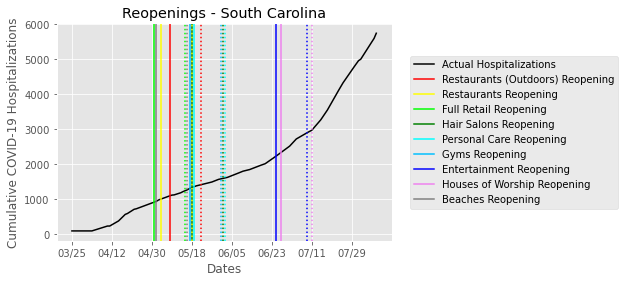 Reopenings - South Carolina
Cumulative COVID-19 Hospitalizations
6000
5000
4000
3000
2000
1000
0
03/25 04/12 04/30 05/18 06/05 06/23 07/11 07/29
Dates
Actual Hospitalizations
Restaurants (Outdoors) Reopening
Restaurants Reopening
Full Retail Reopening
Hair Salons Reopening
Personal Care Reopening
Gyms Reopening
Entertainment Reopening
Houses of Worship Reopening
Beaches Reopening